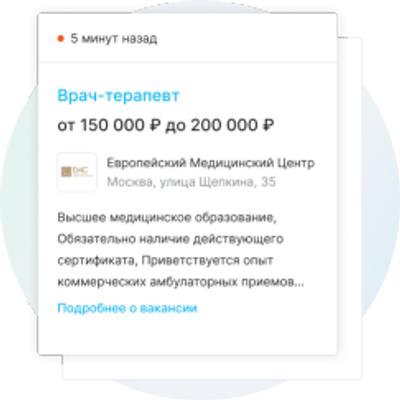 5 минут назад
Врач-терапевт
от 150 000 ₽ до 200 000 ₽
EMC
Европейский Медицинский Центр
Москва, улица Щепкина, 35
Высшее медицинское образование,
Обязательно наличие действующего
сертификата, Приветствуется опыт
коммерческих амбулаторных приемов...
Подробнее о вакансии